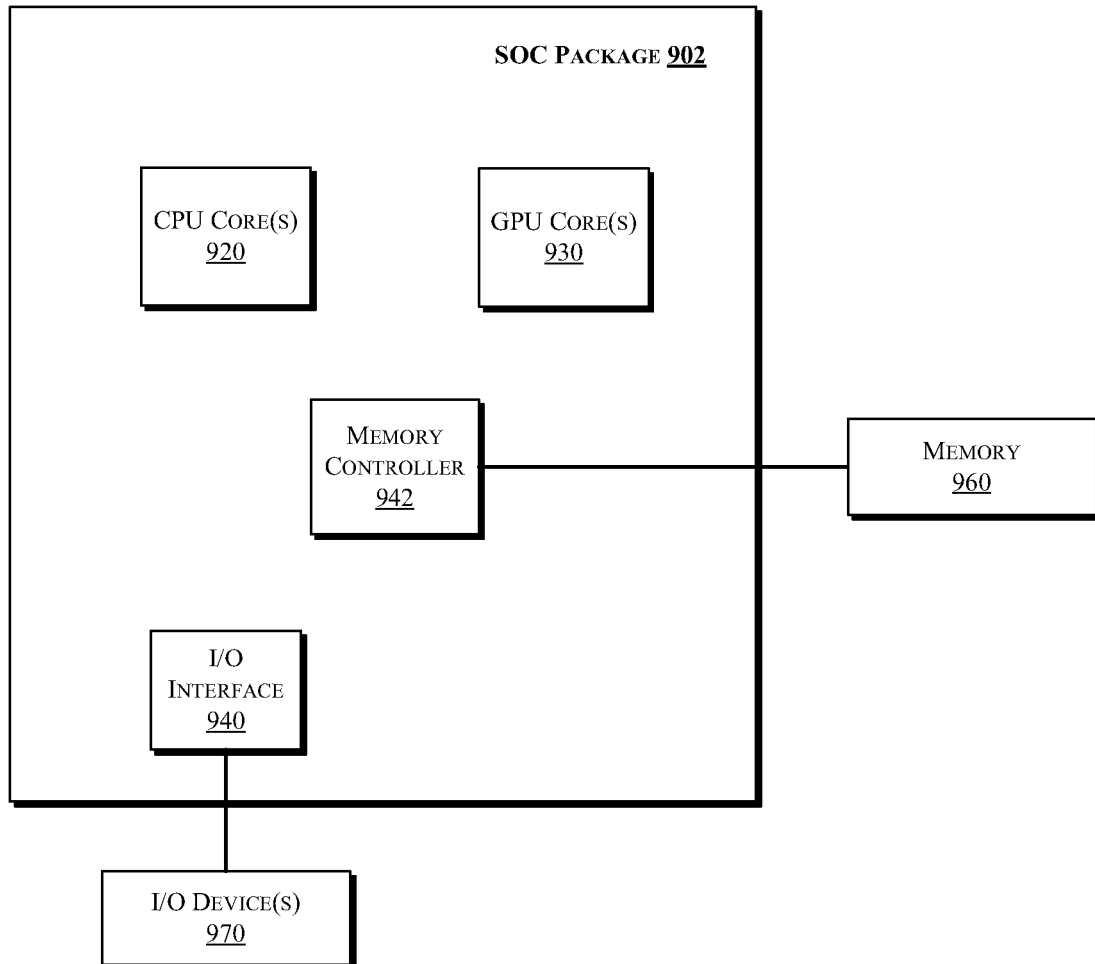 SOC PACKAGE 902
CPU CORE(S)
920
GPU CORE(S)
930
MEMORY
CONTROLLER
942
MEMORY
960
I/O
INTERFACE
940
I/O DEVICE(S)
970